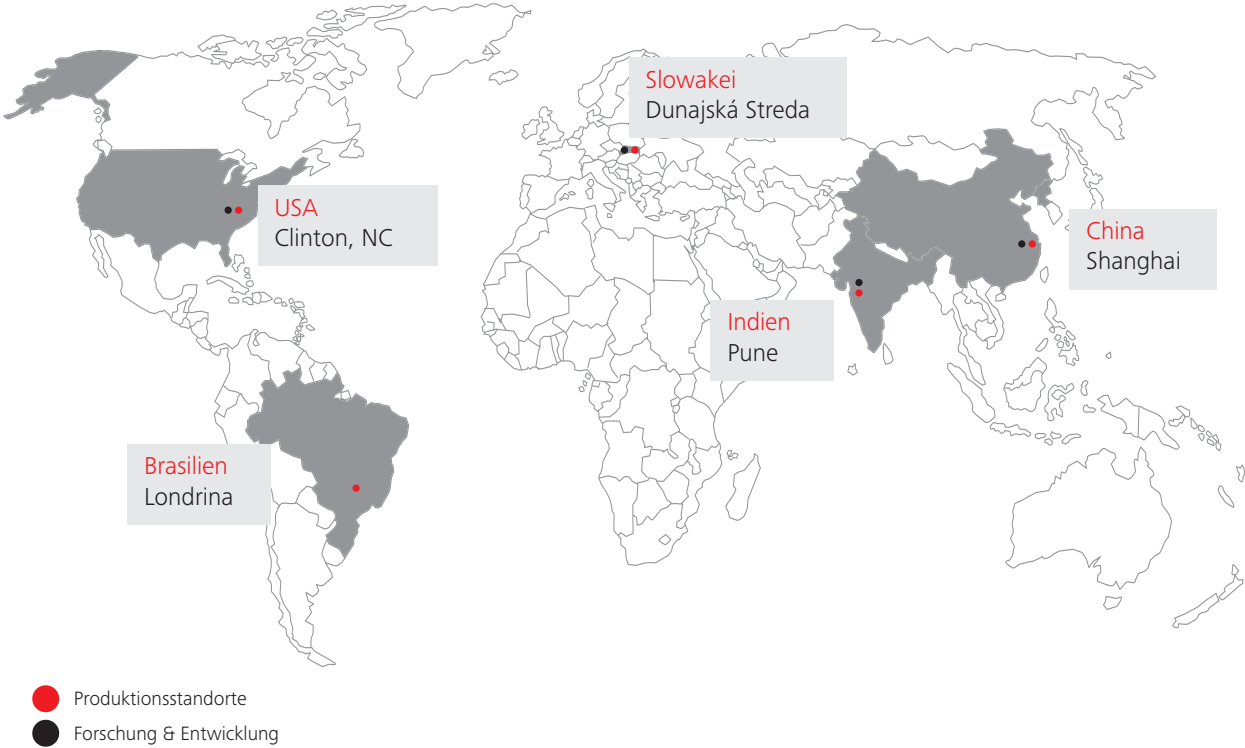 Slowakei
Dunajská Streda
USA
Clinton, NC
China
Shanghai
Indien
Pune
Brasilien
Londrina
Produktionsstandorte
Forschung & Entwicklung